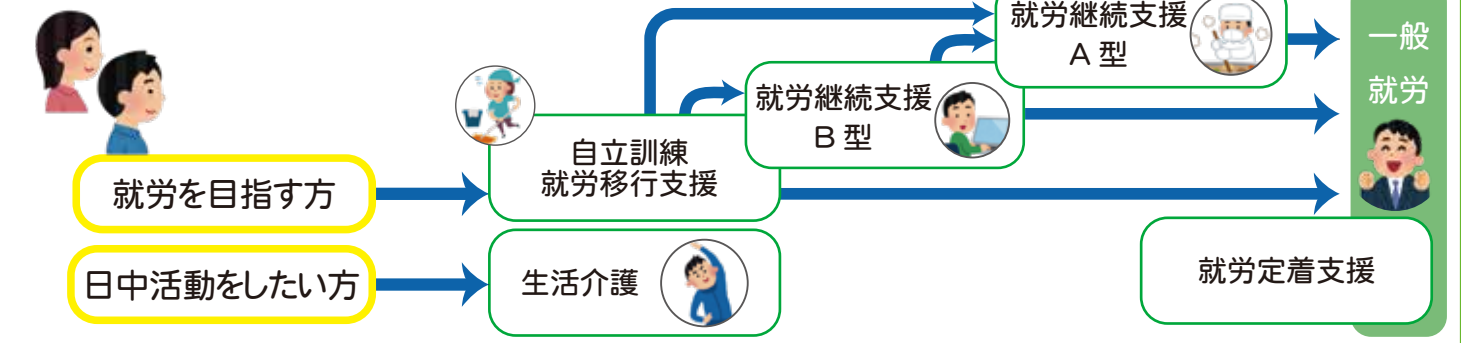 就労継続支援
A 型
一般
就労
就労継続支援
B 型
自立訓練
就労移行支援
就労を目指す方
日中活動をしたい方
生活介護
就労定着支援